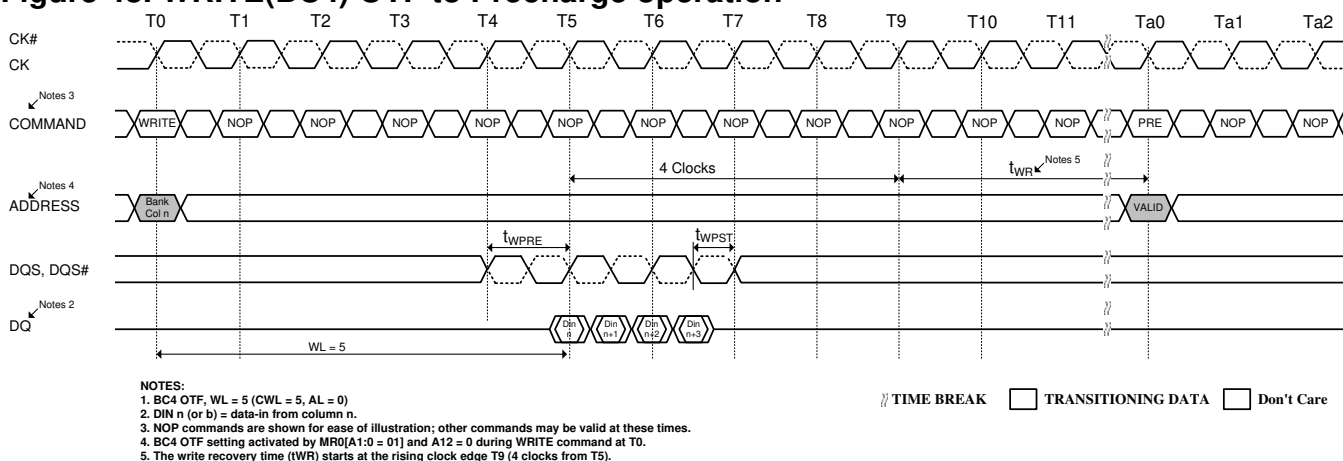 Figure WRITE(BC4) OTF to Precharge operation
T0 T1 T2 T3 T4 T5 T6 T7 T8 T9 T10 T11 Ta0 Ta1 Ta2
CK#
CK
Notes 3
COMMAND
WRITE NOP NOP NOP NOP NOP NOP NOP NOP NOP NOP NOP PRE NOP NOP
4 Clocks
tWR
Notes 5
Notes 4
ADDRESS
Bank
Col n
VALID
tWPRE
tWPST
DQS, DQS#
Notes 2
DQ
Din
n
Din
n+1
Din
n+2
Din
n+3
WL = 5
NOTES:
1. BC4 OTF, WL = 5 (CWL = 5, AL = 0)
2. DIN n (or b) = data-in from column n.
3. NOP commands are shown for ease of illustration; other commands may be valid at these times.
4. BC4 OTF setting activated by MR0[A1:0 = 01] and A12 = 0 during WRITE command at T0.
5. The write recovery time (tWR) starts at the rising clock edge T9 (4 clocks from T5).
TIME BREAK
TRANSITIONING DATA
Don't Care